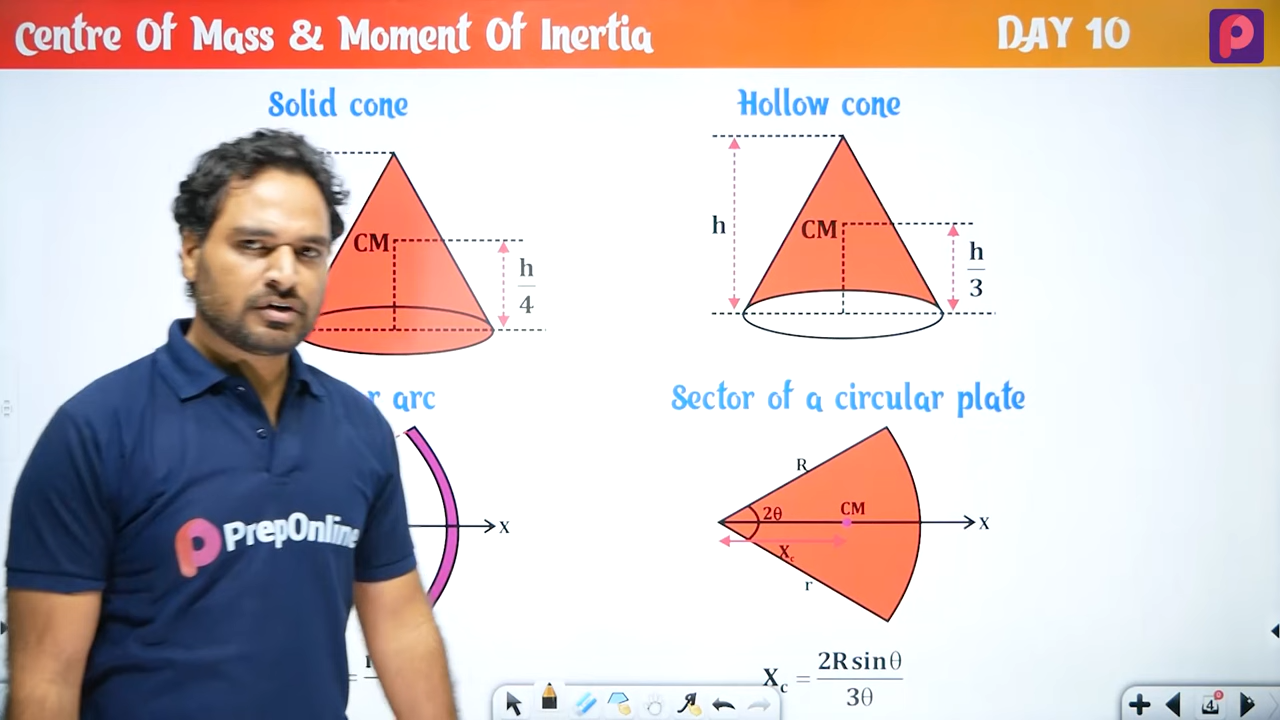 Centre Of Mass & Moment Of Inertia
DAY 10
Solid cone
Hollow cone
CM
h
4
h
CM
h
3
r arc
Sector of a circular plate
x
R
2θ
CM
x
Xc
r
PrepOnline
Xc = 2R sinθ
3θ
=
4